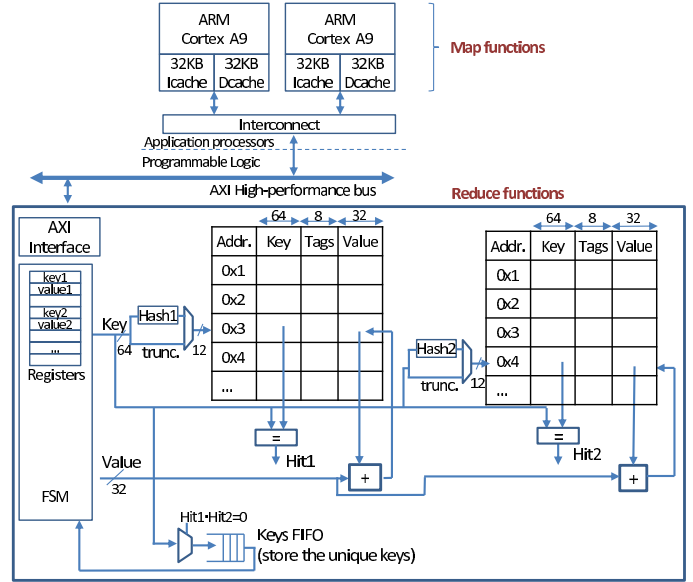 ARM
Cortex A9
32KB
Icache
32KB
Dcache
ARM
Cortex A9
32KB
Icache
32KB
Dcache
Map functions
Interconnect
Application processors
Programmable Logic
AXI High-performance bus
Reduce functions
AXI
Interface
key1
value1
key2
value2
...
Registers
FSM
Key
64
Hash1
trunc.
12
64
8
32
Addr.
Key
Tags
Value
0x1
0x2
0x3
0x4
...
=
Hit1
Value
32
+
Hash2
trunc.
12
64
8
32
Addr.
Key
Tags
Value
0x1
0x2
0x3
0x4
...
=
Hit2
+
Hit1·Hit2=0
Keys FIFO
(store the unique keys)